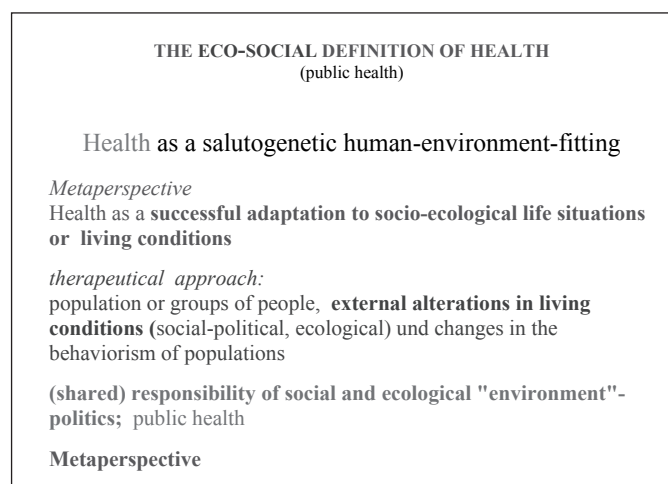 THE ECO-SOCIAL DEFINITION OF HEALTH
(public health)
Health as a salutogenetic human-environment-fitting
Metaperspective
Health as a successful adaptation to socio-ecological life situations
or living conditions
therapeutical approach:
population or groups of people, external alterations in living
conditions (social-political, ecological) und changes in the
behaviorism of populations
(shared) responsibility of social and ecological "environment"-
politics; public health
Metaperspective